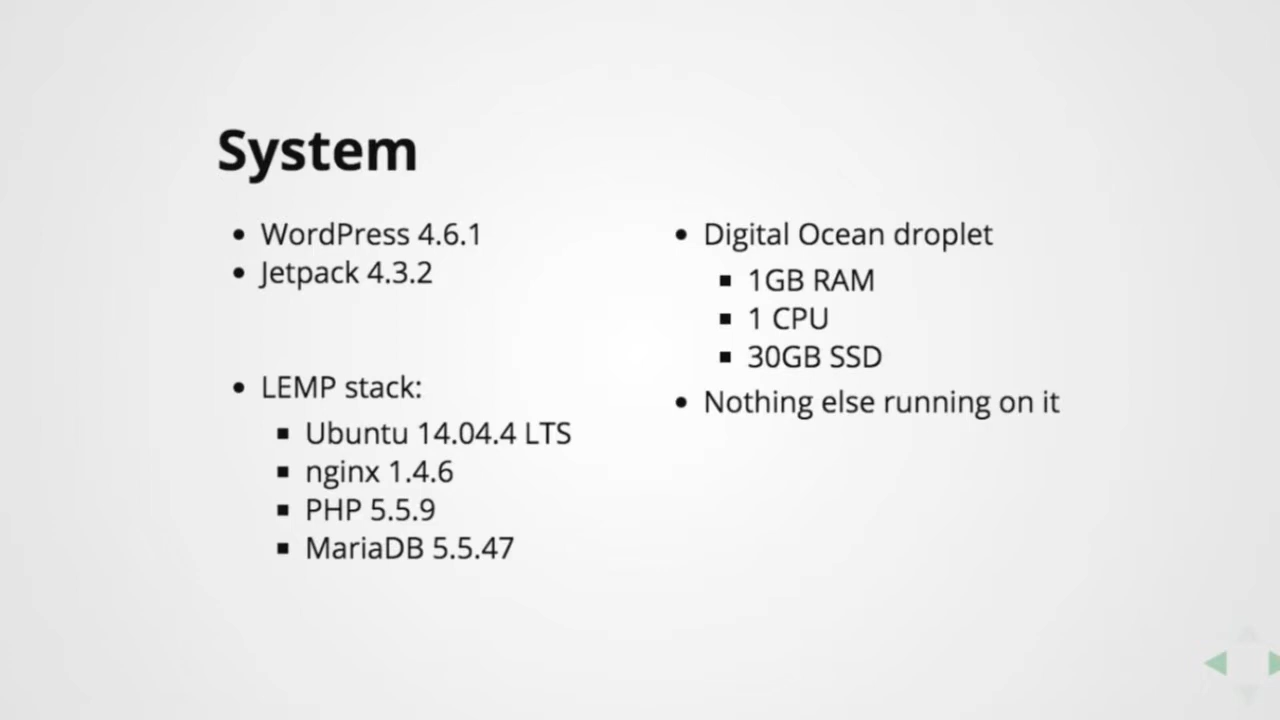 System
WordPress 4.6.1
Jetpack 4.3.2
LEMP stack:
Ubuntu 14.04.4 LTS
nginx 1.4.6
PHP 5.5.9
MariaDB 5.5.47
Digital Ocean droplet
1GB RAM
1 CPU
30GB SSD
Nothing else running on it